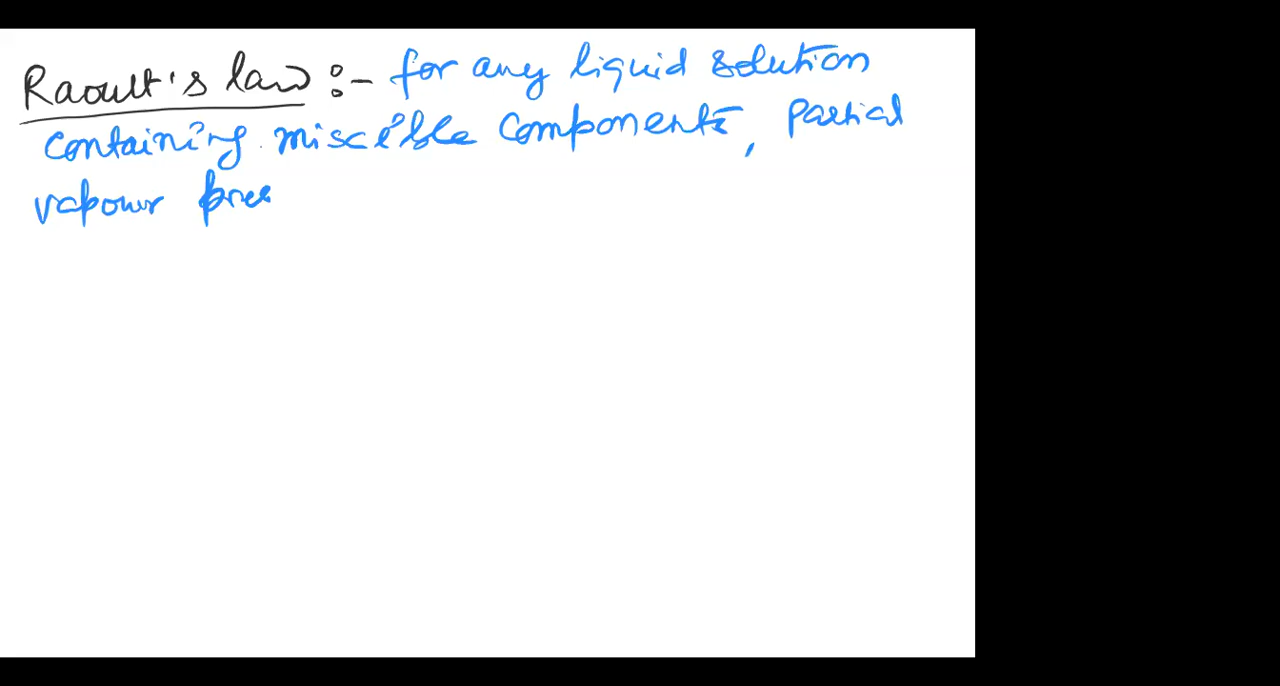 Raoult's law :- for any liquid solution
containing miscible components, partial
vapour pres